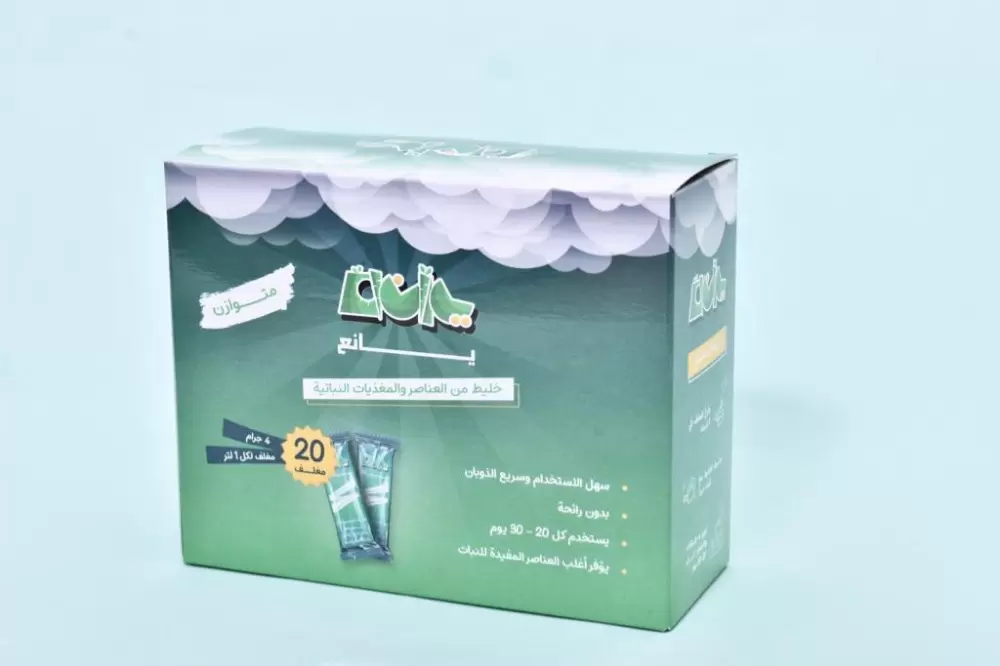 يانع
متوازن
يانع
خليط من العناصر والمغذيات النباتية
4 جرام
مغلف لكل 1 لتر
20
مغلف
سهل الاستخدام وسريع الذوبان
بدون رائحة
يستخدم كل 20 - 30 يوم
يوفر أغلب العناصر المفيدة للنبات
يانع